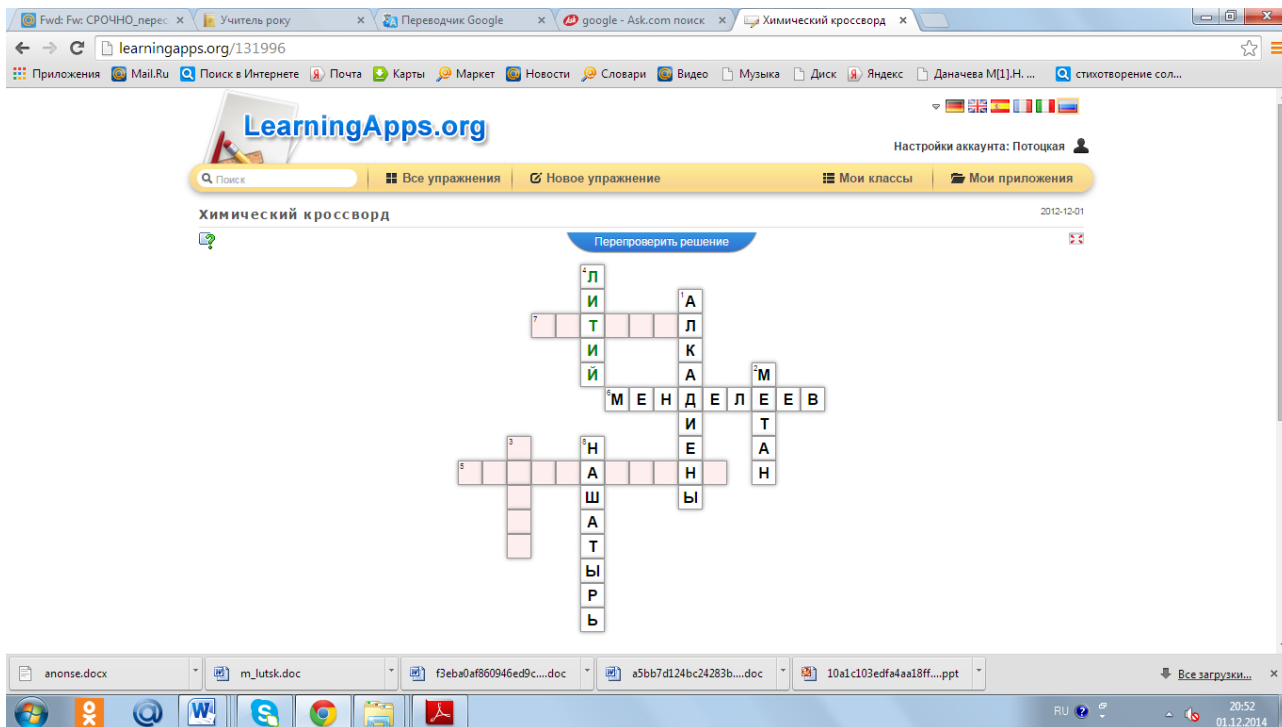 Fwd: Fw: СРОЧНО_перес
Учитель року
Переводчик Google
google - Ask.com поиск
Химический кроссворд
learningapps.org/131996
Приложения Mail.Ru Поиск в Интернете Почта Карты Маркет Новости Словари Видео Музыка Диск Яндекс Даначева М[1].Н. ... стихотворение сол...
LearningApps.org
Настройки аккаунта: Потоцкая
Поиск Все упражнения Новое упражнение Мои классы Мои приложения
Химический кроссворд 2012-12-01
Перепроверить решение
4 Л
И 1 А
7 Т Л
И К
Й А 2 М
6 М Е Н Д Е Л Е Е В
И Т
3 8 Н Е А
5 А Н Н
Ш Ы
А
Т
Ы
Р
Ь
anonse.docx m_lutsk.doc f3eba0af860946ed9c....doc a5bb7d124bc24283b....doc 10a1c103edfa4aa18ff....ppt Все загрузки...
RU 20:52
01.12.2014